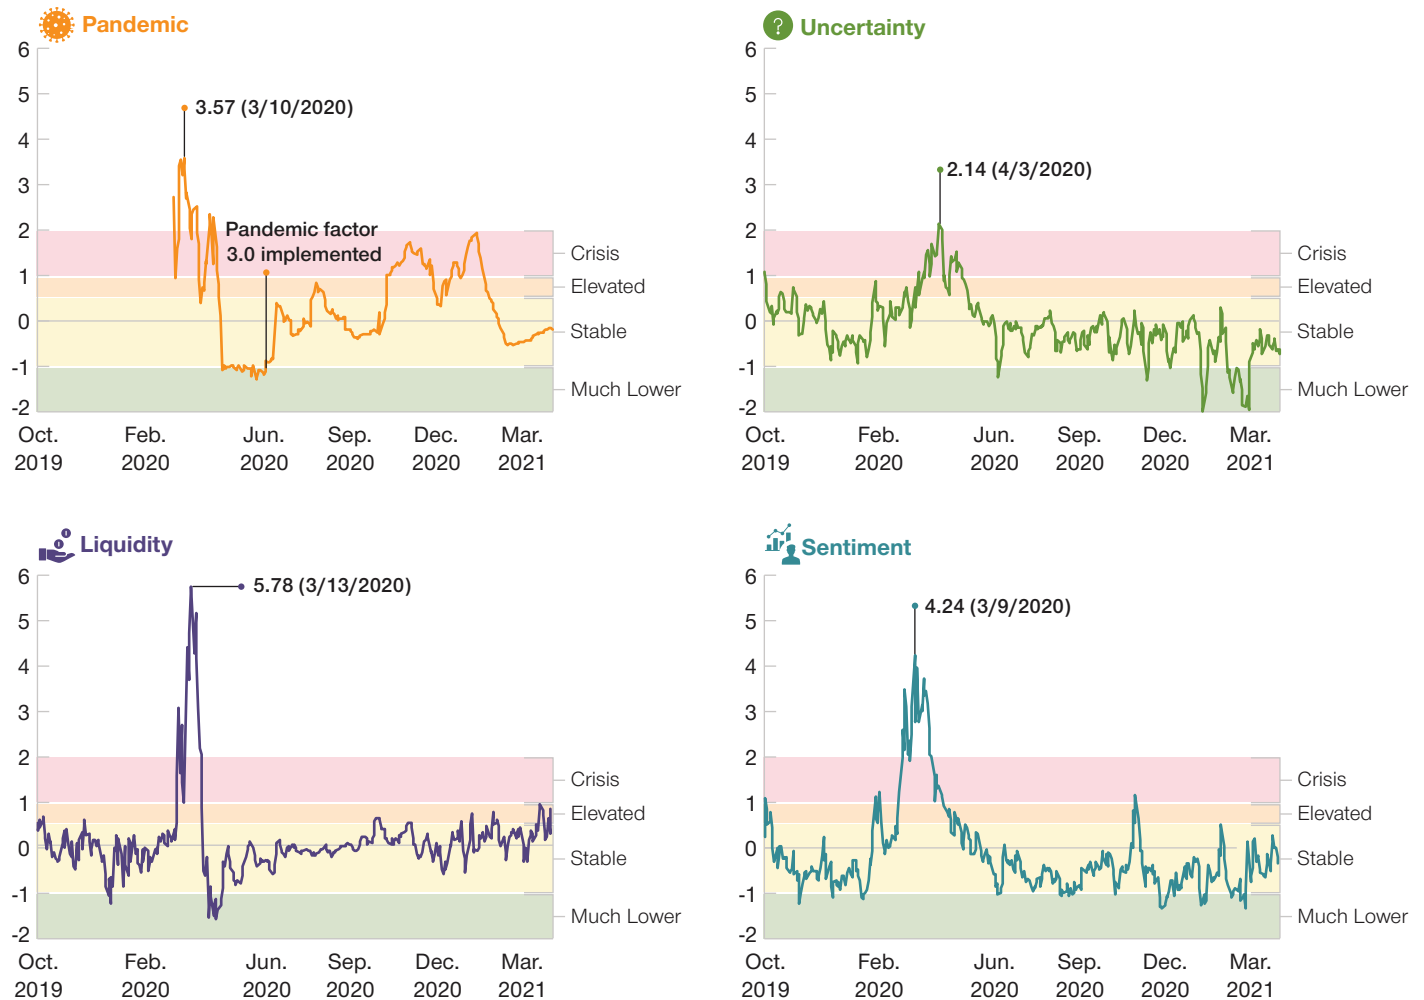 Pandemic
6
5
4
3
2
1
0
-1
-2
3.57 (3/10/2020)
Pandemic factor
3.0 implemented
Crisis
Elevated
Stable
Much Lower
Oct. Feb. Jun. Sep. Dec. Mar.
2019 2020 2020 2020 2020 2021
?
Uncertainty
6
5
4
3
2
1
0
-1
-2
2.14 (4/3/2020)
Crisis
Elevated
Stable
Much Lower
Oct. Feb. Jun. Sep. Dec. Mar.
2019 2020 2020 2020 2020 2021
Liquidity
6
5
4
3
2
1
0
-1
-2
5.78 (3/13/2020)
Crisis
Elevated
Stable
Much Lower
Oct. Feb. Jun. Sep. Dec. Mar.
2019 2020 2020 2020 2020 2021
Sentiment
6
5
4
3
2
1
0
-1
-2
4.24 (3/9/2020)
Crisis
Elevated
Stable
Much Lower
Oct. Feb. Jun. Sep. Dec. Mar.
2019 2020 2020 2020 2020 2021